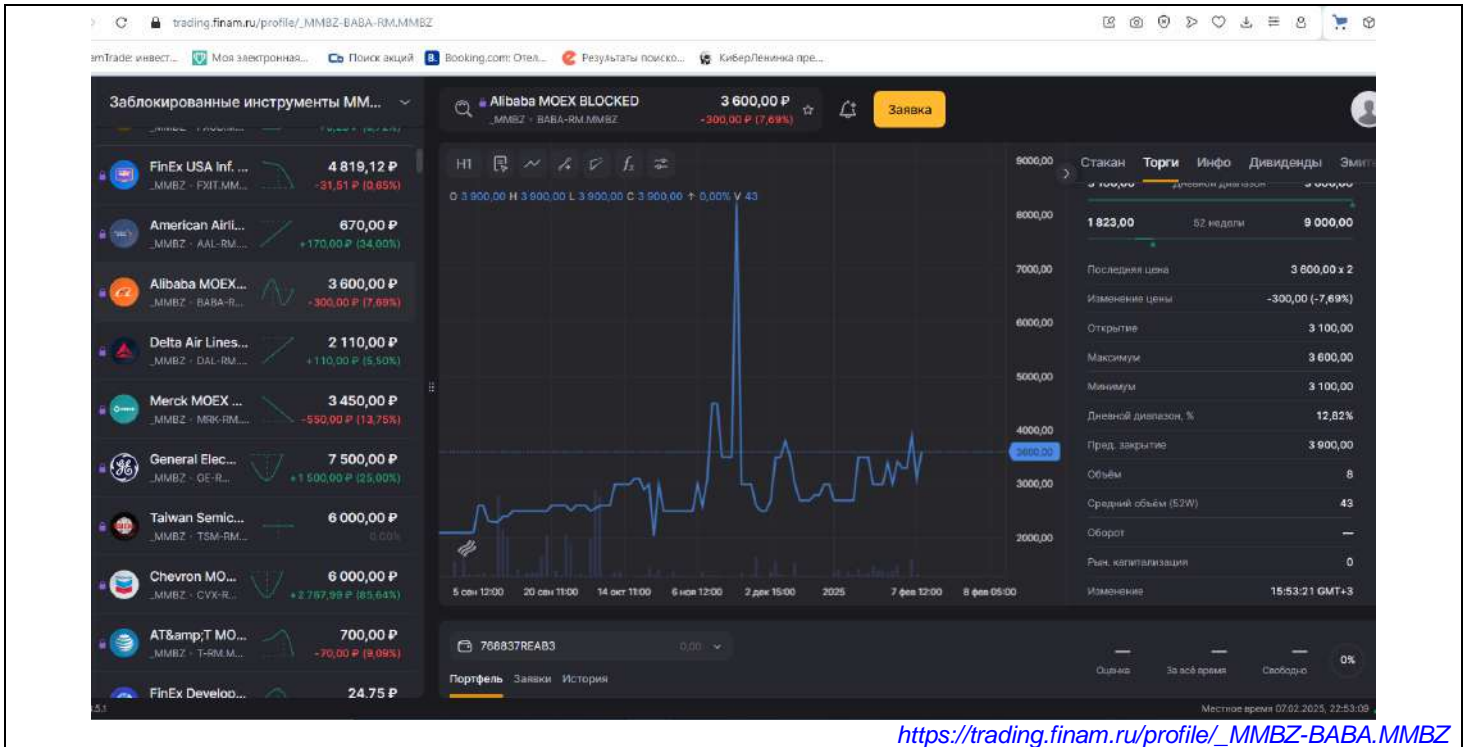 trading.finam.ru/profile/_MMBZ-BABA-RM.MMBZ
emTrade: инвест... Моя электронная... Поиск акций Booking.com: Отел... Результаты поиско... КиберЛенинка пре...
Заблокированные инструменты ММ...
FinEx USA Inf. ... 4 819,12 ₽
_MMBZ · FXIT.MM... -31,51 ₽ (0,65%)
American Airli... 670,00 ₽
_MMBZ · AAL-RM.... +170,00 ₽ (34,00%)
Alibaba MOEX... 3 600,00 ₽
_MMBZ · BABA-R... -300,00 ₽ (7,69%)
Delta Air Lines... 2 110,00 ₽
_MMBZ · DAL-RM.... +110,00 ₽ (5,50%)
Merck MOEX ... 3 450,00 ₽
_MMBZ · MRK-RM.... -550,00 ₽ (13,75%)
General Elec... 7 500,00 ₽
_MMBZ · GE-R... +1 500,00 ₽ (25,00%)
Taiwan Semic... 6 000,00 ₽
_MMBZ · TSM-RM... 0,00%
Chevron MO... 6 000,00 ₽
_MMBZ · CVX-R... +2 767,99 ₽ (85,64%)
AT&amp;T MO... 700,00 ₽
_MMBZ · T-RM.M... -70,00 ₽ (9,09%)
FinEx Develop... 24,75 ₽
Alibaba MOEX BLOCKED 3 600,00 ₽
_MMBZ · BABA-RM.MMBZ -300,00 ₽ (7,69%)
Заявка
H1
O 3 900,00 H 3 900,00 L 3 900,00 C 3 900,00 ↑ 0,00% V 43
9000,00
8000,00
7000,00
6000,00
5000,00
4000,00
3600,00
3000,00
2000,00
5 сен 12:00 20 сен 11:00 14 окт 11:00 6 ноя 12:00 2 дек 15:00 2025 7 фев 12:00 8 фев 05:00
Стакан Торги Инфо Дивиденды Эмит
3 100,00 Дневной диапазон 3 600,00
1 823,00 52 недели 9 000,00
Последняя цена 3 600,00 x 2
Изменение цены -300,00 (-7,69%)
Открытие 3 100,00
Максимум 3 600,00
Минимум 3 100,00
Дневной диапазон, % 12,82%
Пред. закрытие 3 900,00
Объём 8
Средний объём (52W) 43
Оборот —
Рын. капитализация 0
Изменение 15:53:21 GMT+3
768837REAB3 0,00
Портфель Заявки История
Оценка За всё время Свободно 0%
Местное время 07.02.2025, 22:53:09
https://trading.finam.ru/profile/_MMBZ-BABA.MMBZ